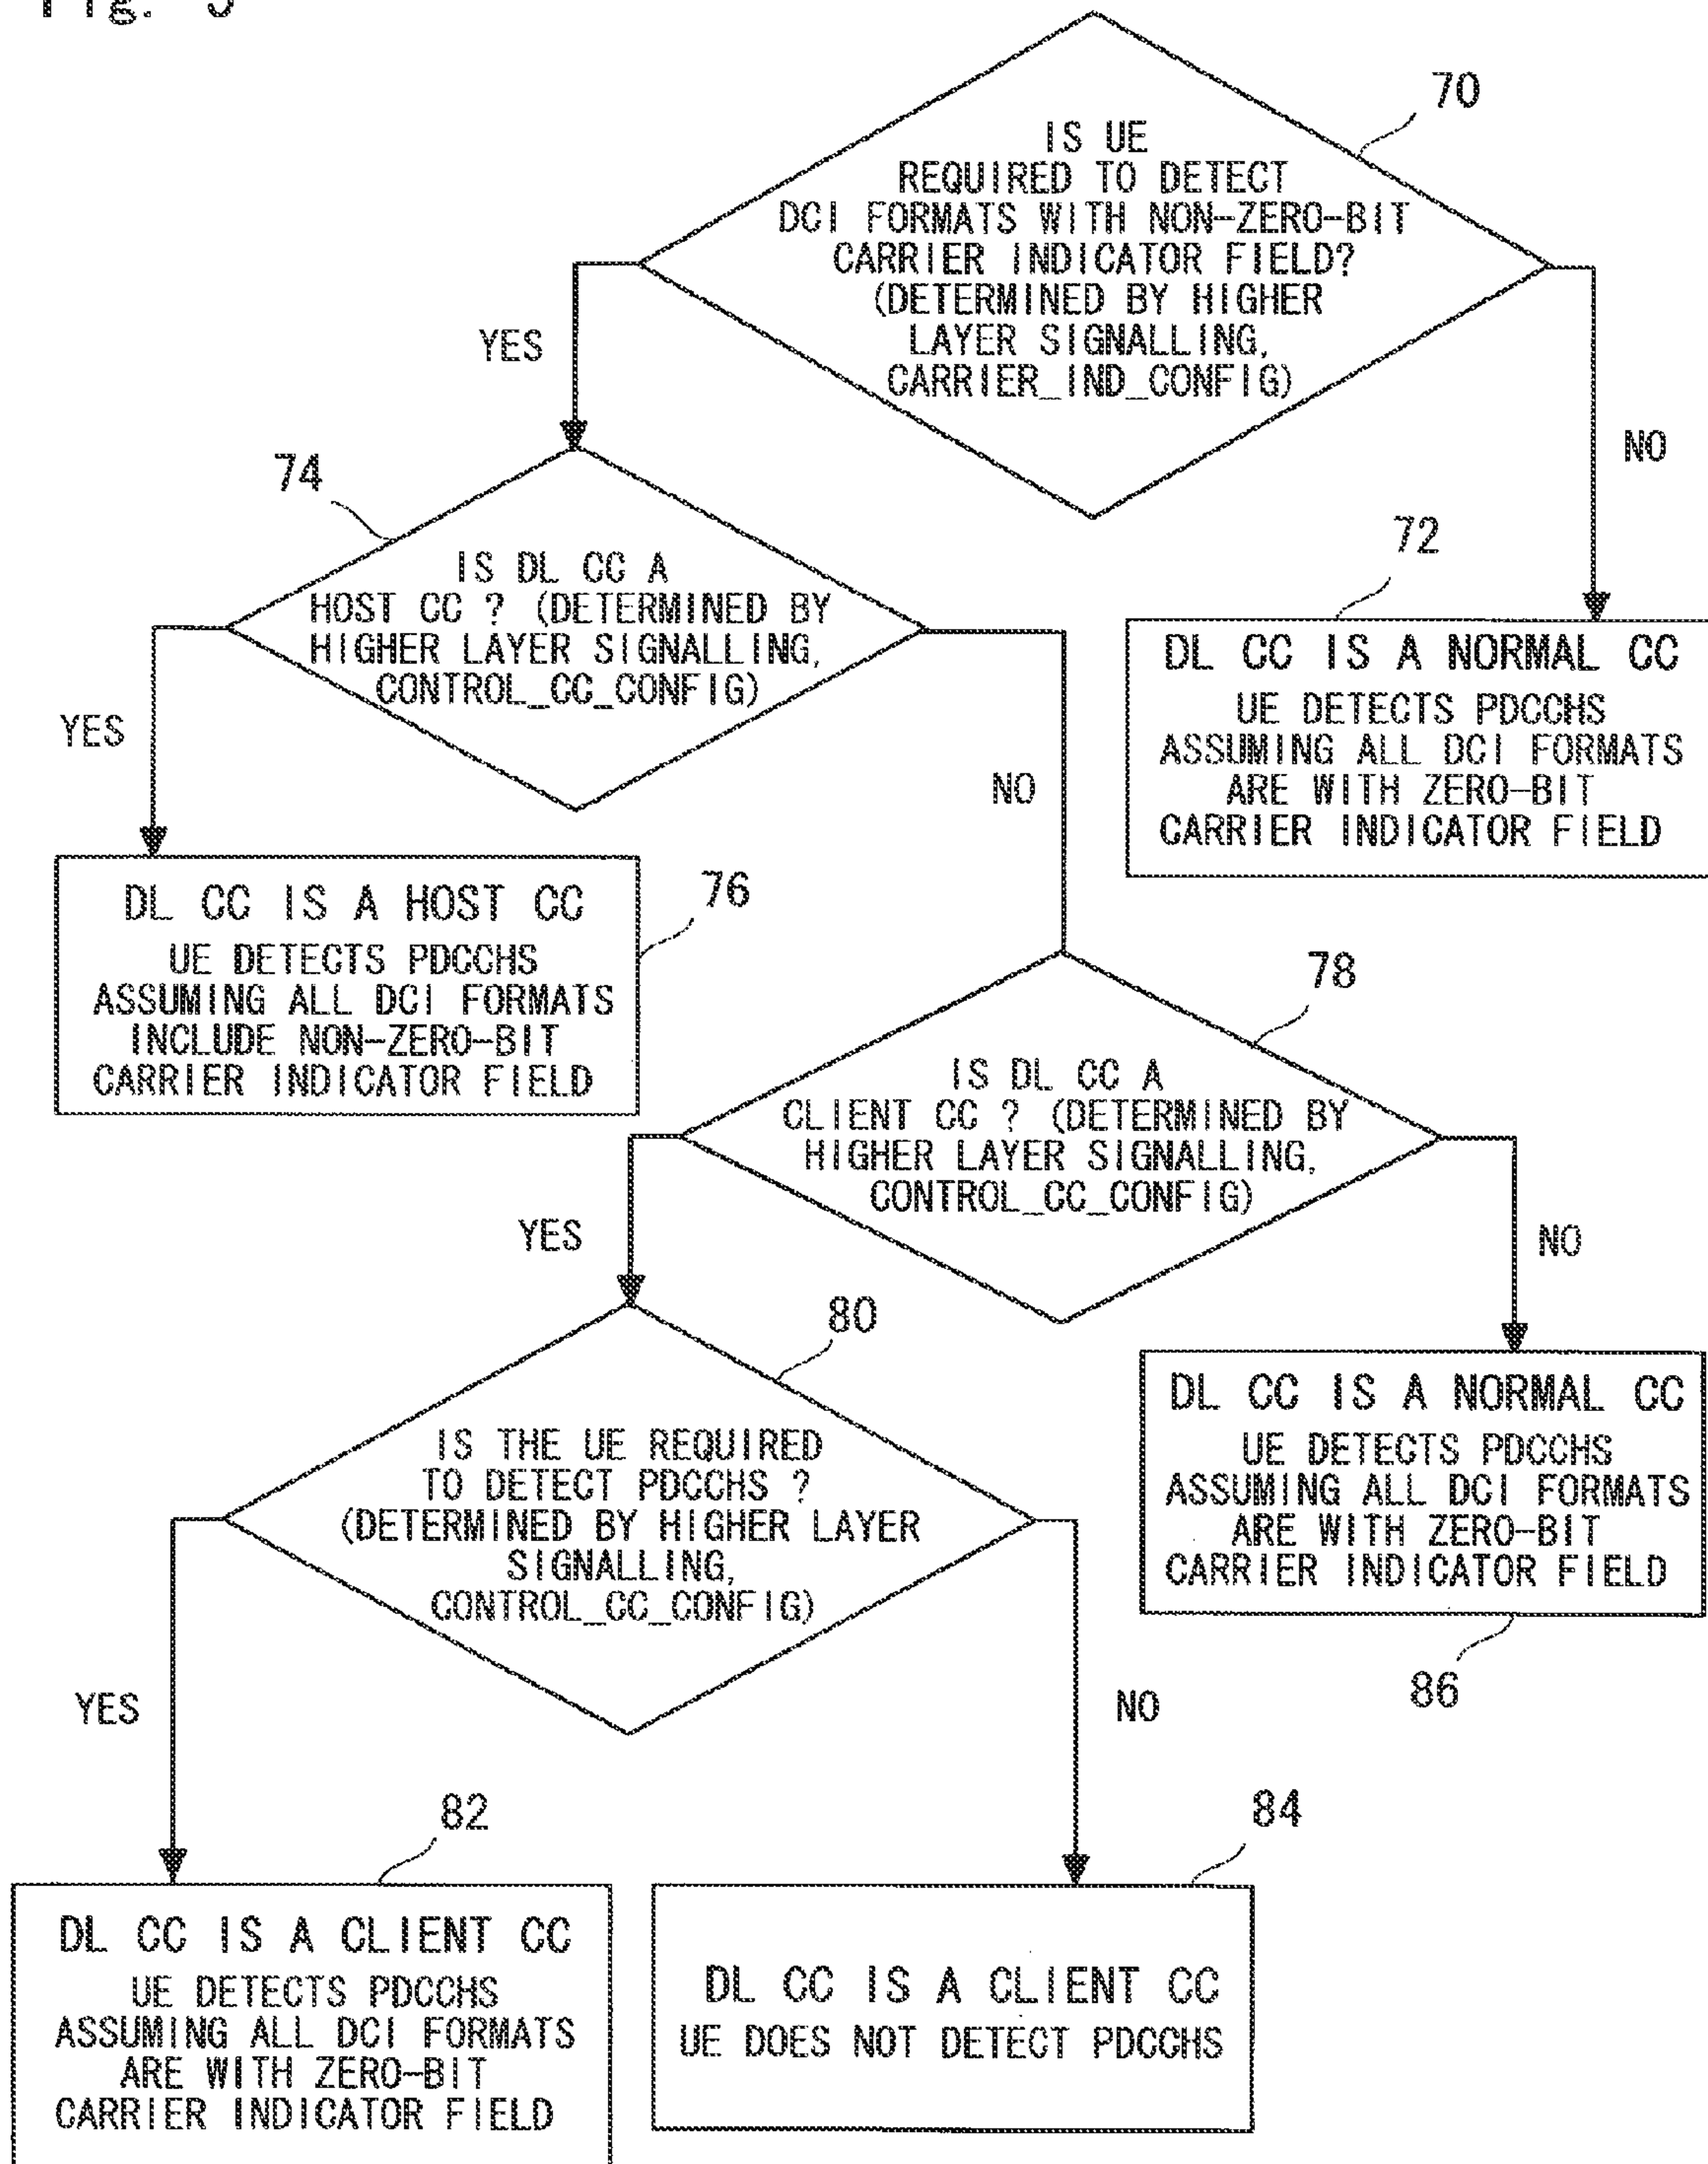 Fig. 5
70
IS UE
REQUIRED TO DETECT
DCI FORMATS WITH NON-ZERO-BIT
CARRIER INDICATOR FIELD?
(DETERMINED BY HIGHER
LAYER SIGNALLING,
CARRIER_IND_CONFIG)
YES
NO
74
IS DL CC A
HOST CC ? (DETERMINED BY
HIGHER LAYER SIGNALLING,
CONTROL_CC_CONFIG)
YES
NO
72
DL CC IS A NORMAL CC
UE DETECTS PDCCHS
ASSUMING ALL DCI FORMATS
ARE WITH ZERO-BIT
CARRIER INDICATOR FIELD
76
DL CC IS A HOST CC
UE DETECTS PDCCHS
ASSUMING ALL DCI FORMATS
INCLUDE NON-ZERO-BIT
CARRIER INDICATOR FIELD
78
IS DL CC A
CLIENT CC ? (DETERMINED BY
HIGHER LAYER SIGNALLING,
CONTROL_CC_CONFIG)
YES
NO
80
IS THE UE REQUIRED
TO DETECT PDCCHS ?
(DETERMINED BY HIGHER LAYER
SIGNALLING,
CONTROL_CC_CONFIG)
YES
NO
DL CC IS A NORMAL CC
UE DETECTS PDCCHS
ASSUMING ALL DCI FORMATS
ARE WITH ZERO-BIT
CARRIER INDICATOR FIELD
86
82
DL CC IS A CLIENT CC
UE DETECTS PDCCHS
ASSUMING ALL DCI FORMATS
ARE WITH ZERO-BIT
CARRIER INDICATOR FIELD
84
DL CC IS A CLIENT CC
UE DOES NOT DETECT PDCCHS